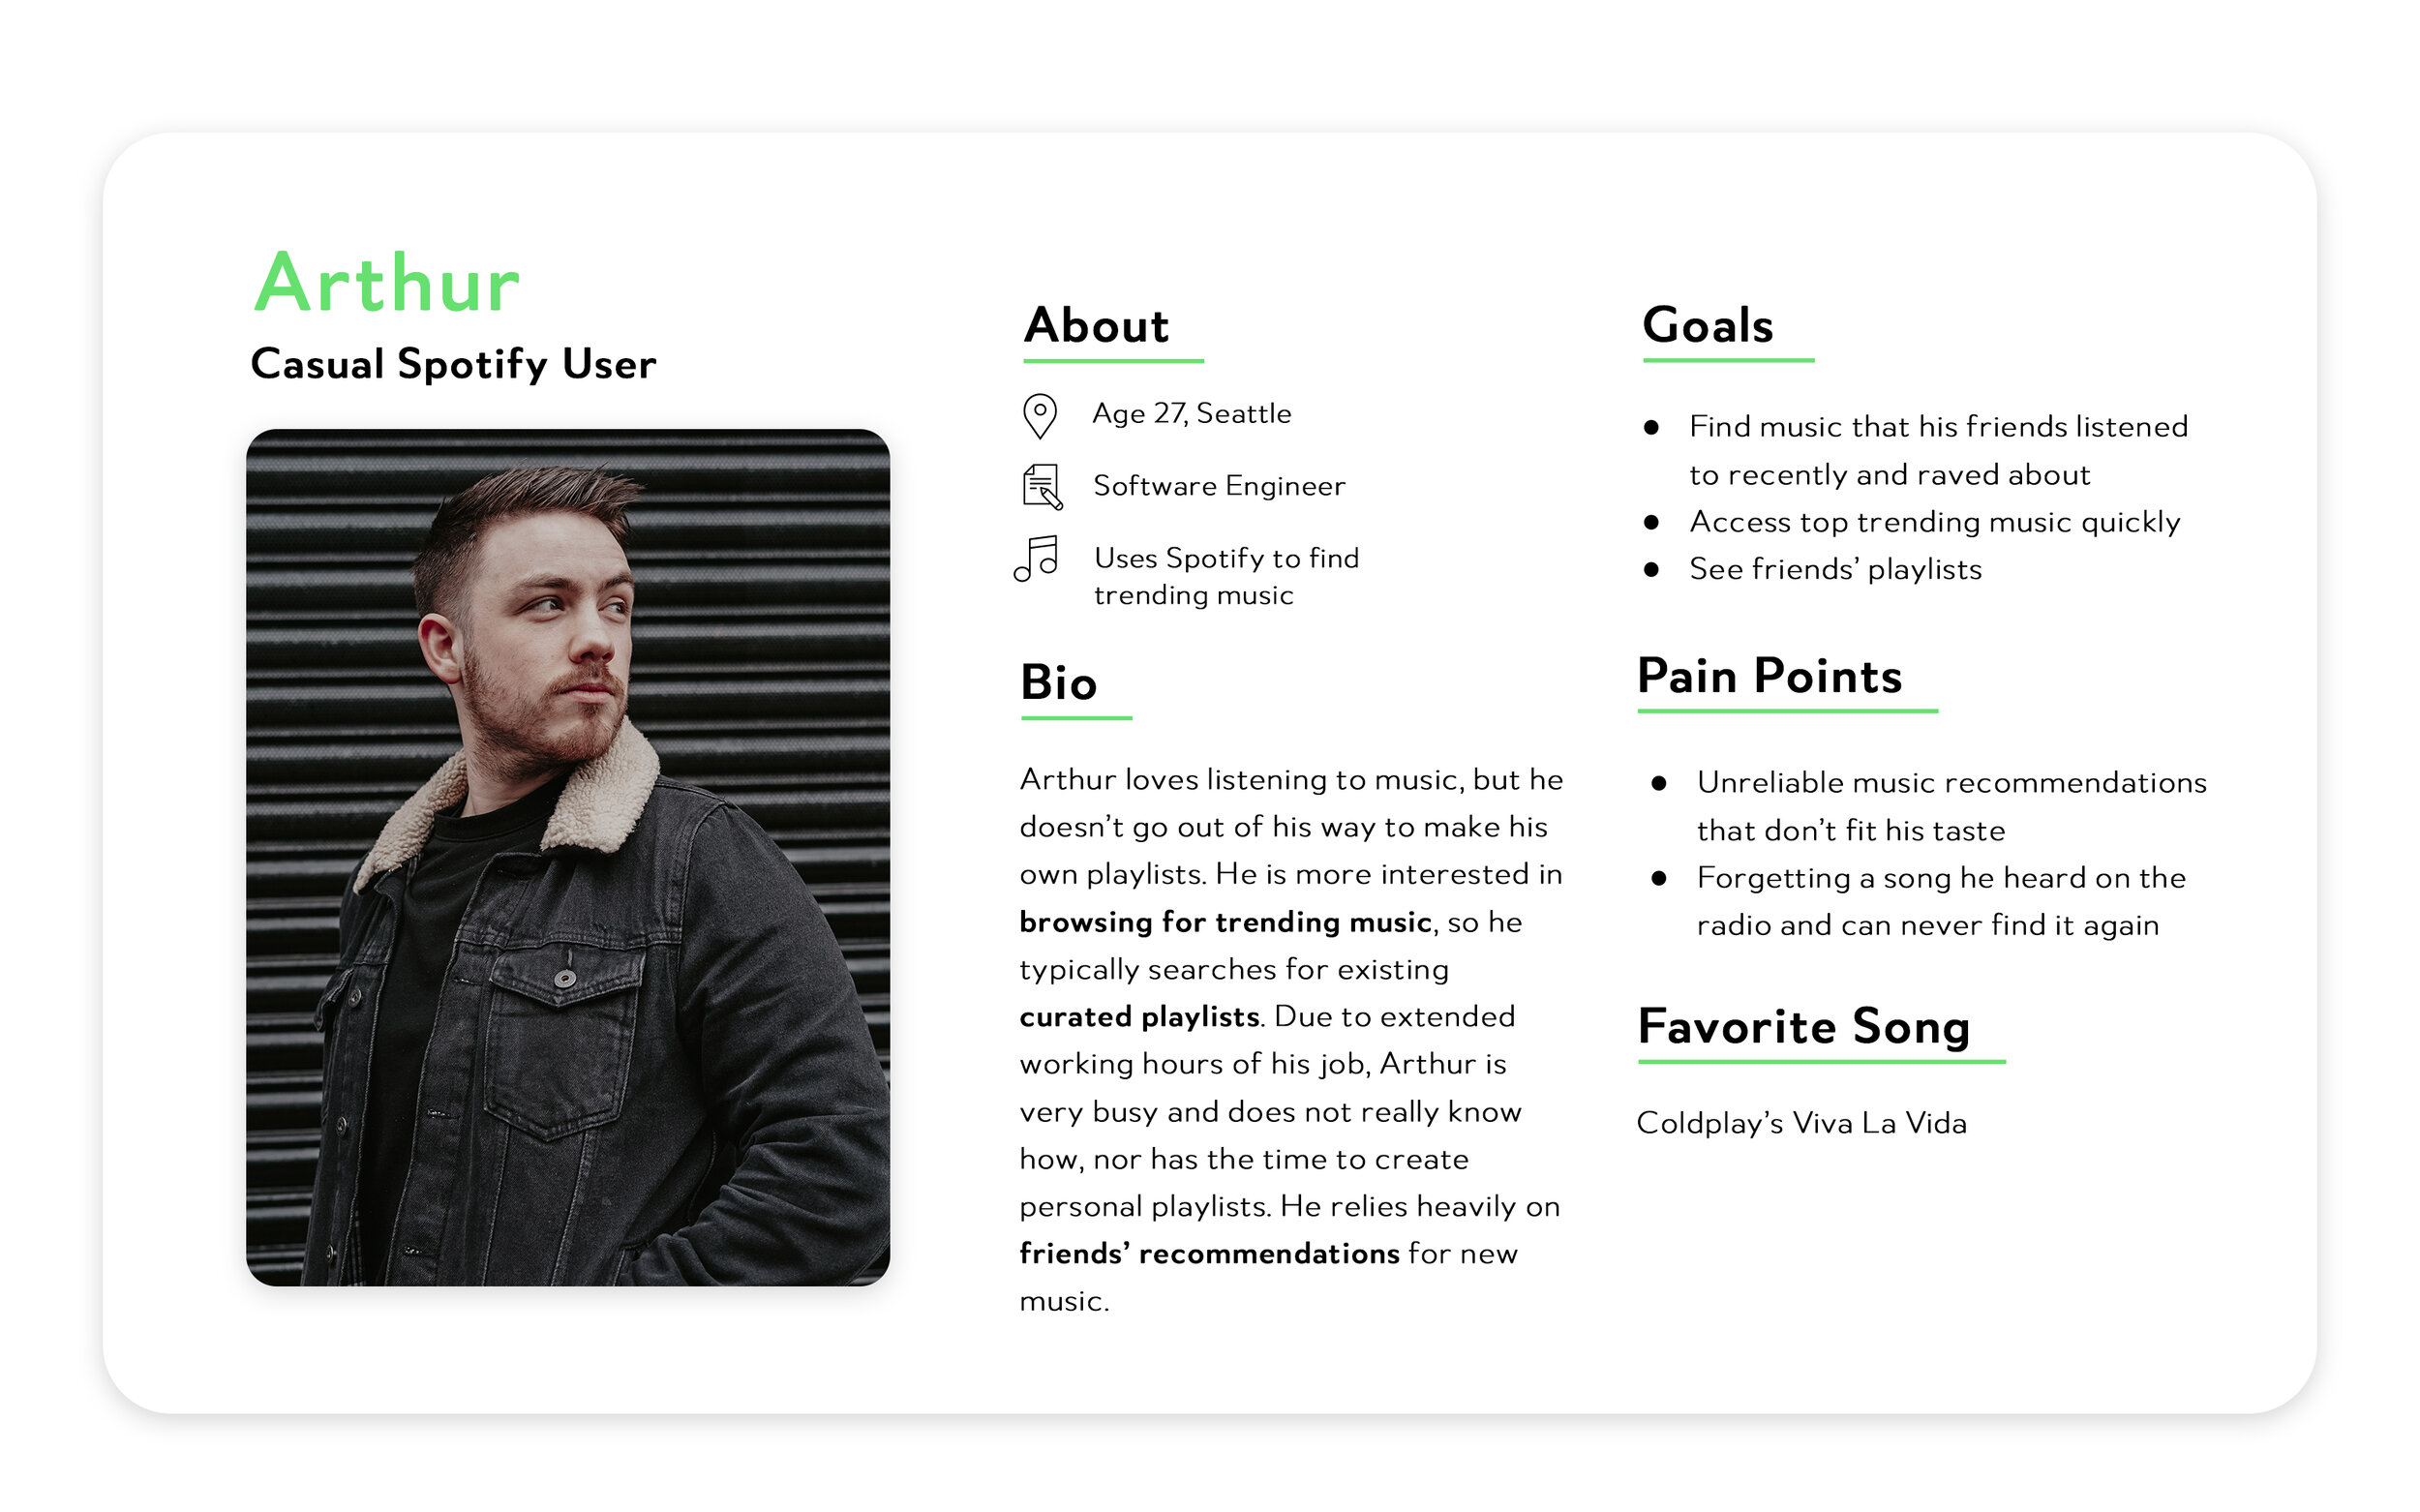 Arthur
Casual Spotify User
About
Age 27, Seattle
Software Engineer
Uses Spotify to find
trending music
Bio
Arthur loves listening to music, but he
doesn’t go out of his way to make his
own playlists. He is more interested in
browsing for trending music, so he
typically searches for existing
curated playlists. Due to extended
working hours of his job, Arthur is
very busy and does not really know
how, nor has the time to create
personal playlists. He relies heavily on
friends’ recommendations for new
music.
Goals
● Find music that his friends listened
to recently and raved about
● Access top trending music quickly
● See friends’ playlists
Pain Points
● Unreliable music recommendations
that don’t fit his taste
● Forgetting a song he heard on the
radio and can never find it again
Favorite Song
Coldplay’s Viva La Vida